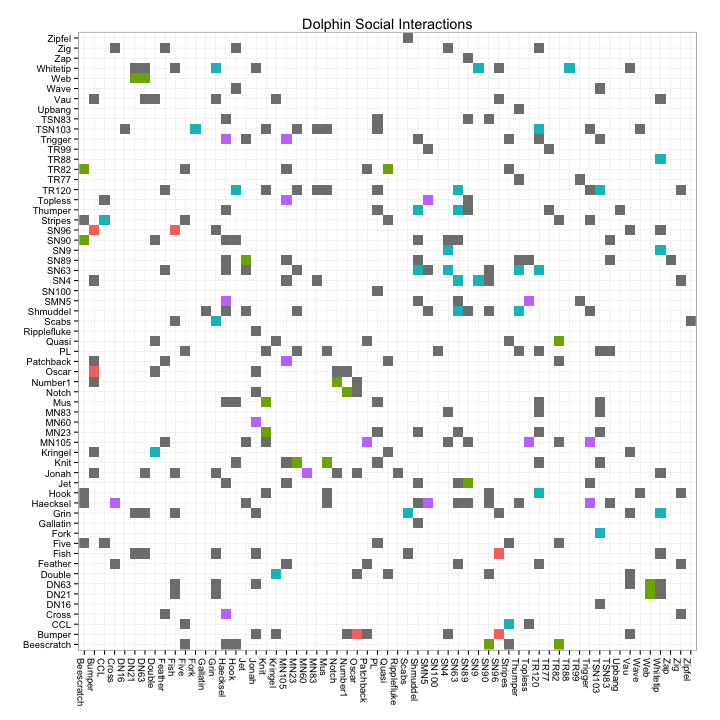 Dolphin Social Interactions
Zipfel
Zig
Zap
Whitetip
Web
Wave
Vau
Upbang
TSN83
TSN103
Trigger
TR99
TR88
TR82
TR77
TR120
Topless
Thumper
Stripes
SN96
SN90
SN9
SN89
SN63
SN4
SN100
SMN5
Shmuddel
Scabs
Ripplefluke
Quasi
PL
Patchback
Oscar
Number1
Notch
Mus
MN83
MN60
MN23
MN105
Kringel
Knit
Jonah
Jet
Hook
Haecksel
Grin
Gallatin
Fork
Five
Fish
Feather
Double
DN63
DN21
DN16
Cross
CCL
Bumper
Beescratch
Beescratch
Bumper
CCL
Cross
DN16
DN21
DN63
Double
Feather
Fish
Five
Fork
Gallatin
Grin
Haecksel
Hook
Jet
Jonah
Knit
Kringel
MN105
MN23
MN60
MN83
Mus
Notch
Number1
Oscar
Patchback
PL
Quasi
Ripplefluke
Scabs
Shmuddel
SMN5
SN100
SN4
SN63
SN89
SN9
SN90
SN96
Stripes
Thumper
Topless
TR120
TR77
TR82
TR88
TR99
Trigger
TSN103
TSN83
Upbang
Vau
Wave
Web
Whitetip
Zap
Zig
Zipfel